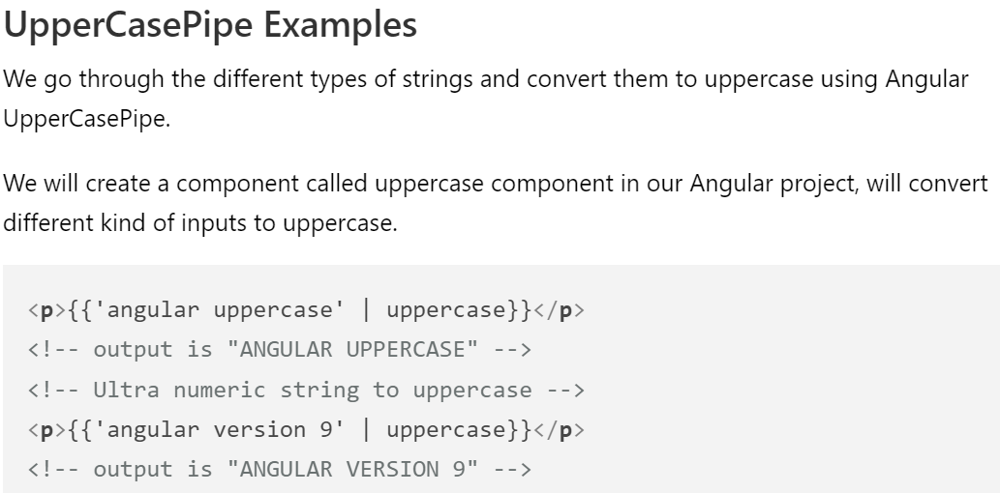 UpperCasePipe Examples
We go through the different types of strings and convert them to uppercase using Angular
UpperCasePipe.
We will create a component called uppercase component in our Angular project, will convert
different kind of inputs to uppercase.
<p>{{'angular uppercase' | uppercase}}</p>
<!-- output is "ANGULAR UPPERCASE" -->
<!-- Ultra numeric string to uppercase -->
<p>{{'angular version 9' | uppercase}}</p>
<!-- output is "ANGULAR VERSION 9" -->